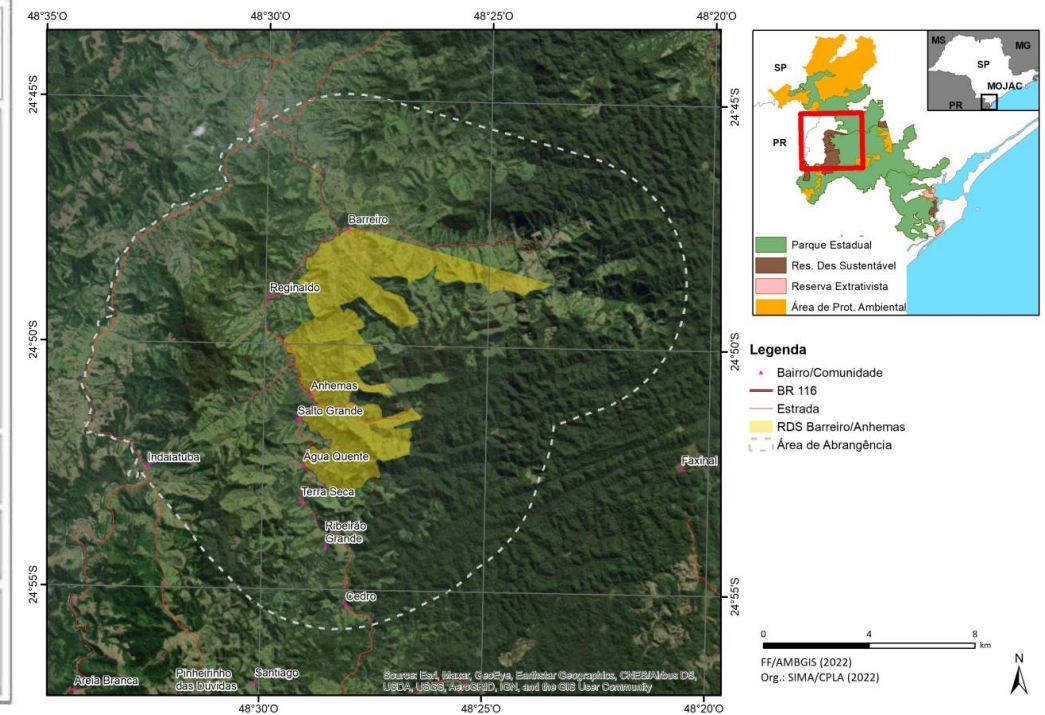 48°35'O
48°30'O
48°25'O
48°20'O
24°45'S
24°50'S
24°55'S
24°45'S
24°50'S
24°55'S
48°30'O
48°25'O
48°20'O
Barreiro
Reginaldo
Anhemas
Salto Grande
Água Quente
Terra Seca
Indaiatuba
Faxinal
Ribeirão
Grande
Cedro
Areia Branca
Pinheirinho
das Dúvidas
Santiago
Source: Esri, Maxar, GeoEye, Earthstar Geographics, CNES/Airbus DS,
USDA, USGS, AeroGRID, IGN, and the GIS User Community
SP
PR
MS
MG
SP
MOJAC
PR
Parque Estadual
Res. Des Sustentável
Reserva Extrativista
Área de Prot. Ambiental
Legenda
Bairro/Comunidade
BR 116
Estrada
RDS Barreiro/Anhemas
Área de Abrangência
0 4 8
km
FF/AMBGIS (2022)
Org.: SIMA/CPLA (2022)
N